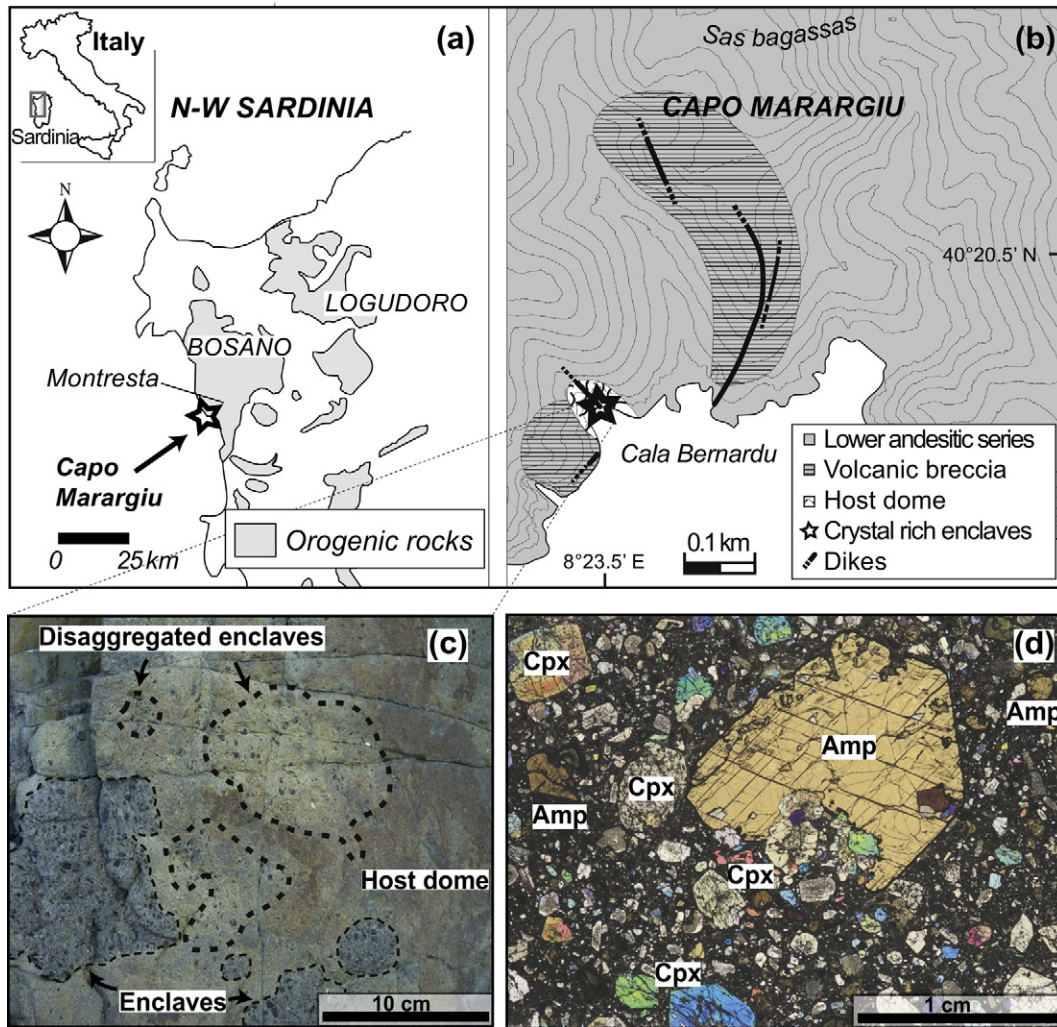 (a)
Italy
Sardinia
N-W SARDINIA
N
LOGUDORO
BOSANO
Montresta
Capo
Marargiu
0 25 km
Orogenic rocks
(b)
Sas bagassas
CAPO MARARGIU
40°20.5' N
Cala Bernardu
8°23.5' E
0.1 km
Lower andesitic series
Volcanic breccia
Host dome
Crystal rich enclaves
Dikes
(c)
Disaggregated enclaves
Host dome
Enclaves
10 cm
(d)
Cpx
Amp
Amp
Cpx
Amp
Cpx
Cpx
1 cm